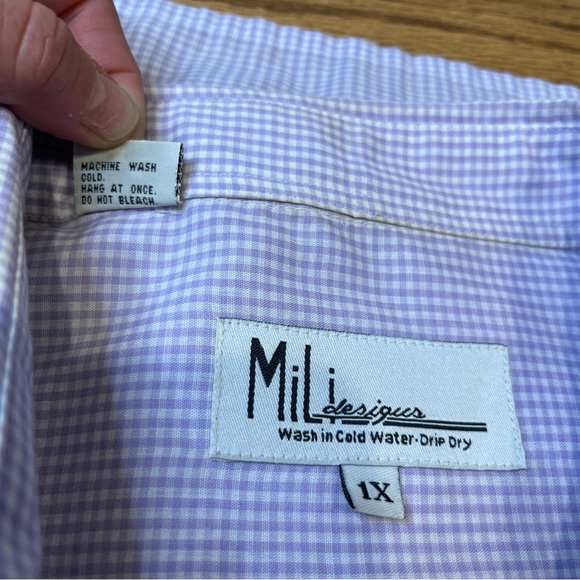 MACHINE WASH
COLD.
HANG AT ONCE.
DO NOT BLEACH.
MiLi designs
Wash in Cold Water-Drip Dry
1X